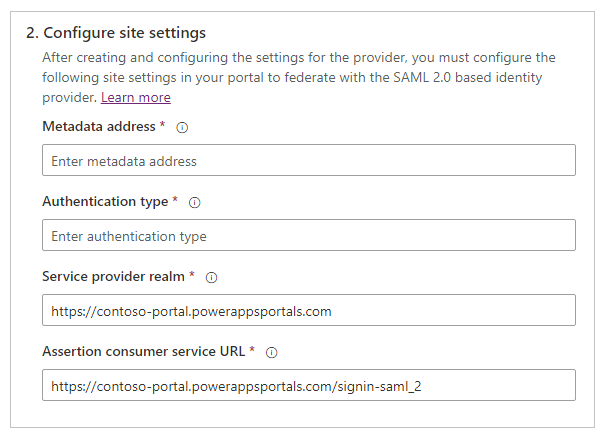 2. Configure site settings
After creating and configuring the settings for the provider, you must configure the
following site settings in your portal to federate with the SAML 2.0 based identity
provider. Learn more
Metadata address *
Enter metadata address
Authentication type *
Enter authentication type
Service provider realm *
https://contoso-portal.powerappsportals.com
Assertion consumer service URL *
https://contoso-portal.powerappsportals.com/signin-saml_2